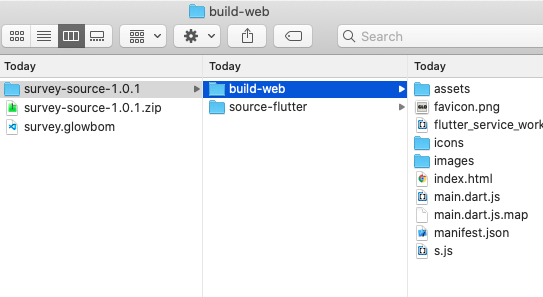 build-web
Search
Today
Today
Today
survey-source-1.0.1
survey-source-1.0.1.zip
survey.glowbom
build-web
source-flutter
assets
favicon.png
flutter_service_work
icons
images
index.html
main.dart.js
main.dart.js.map
manifest.json
s.js